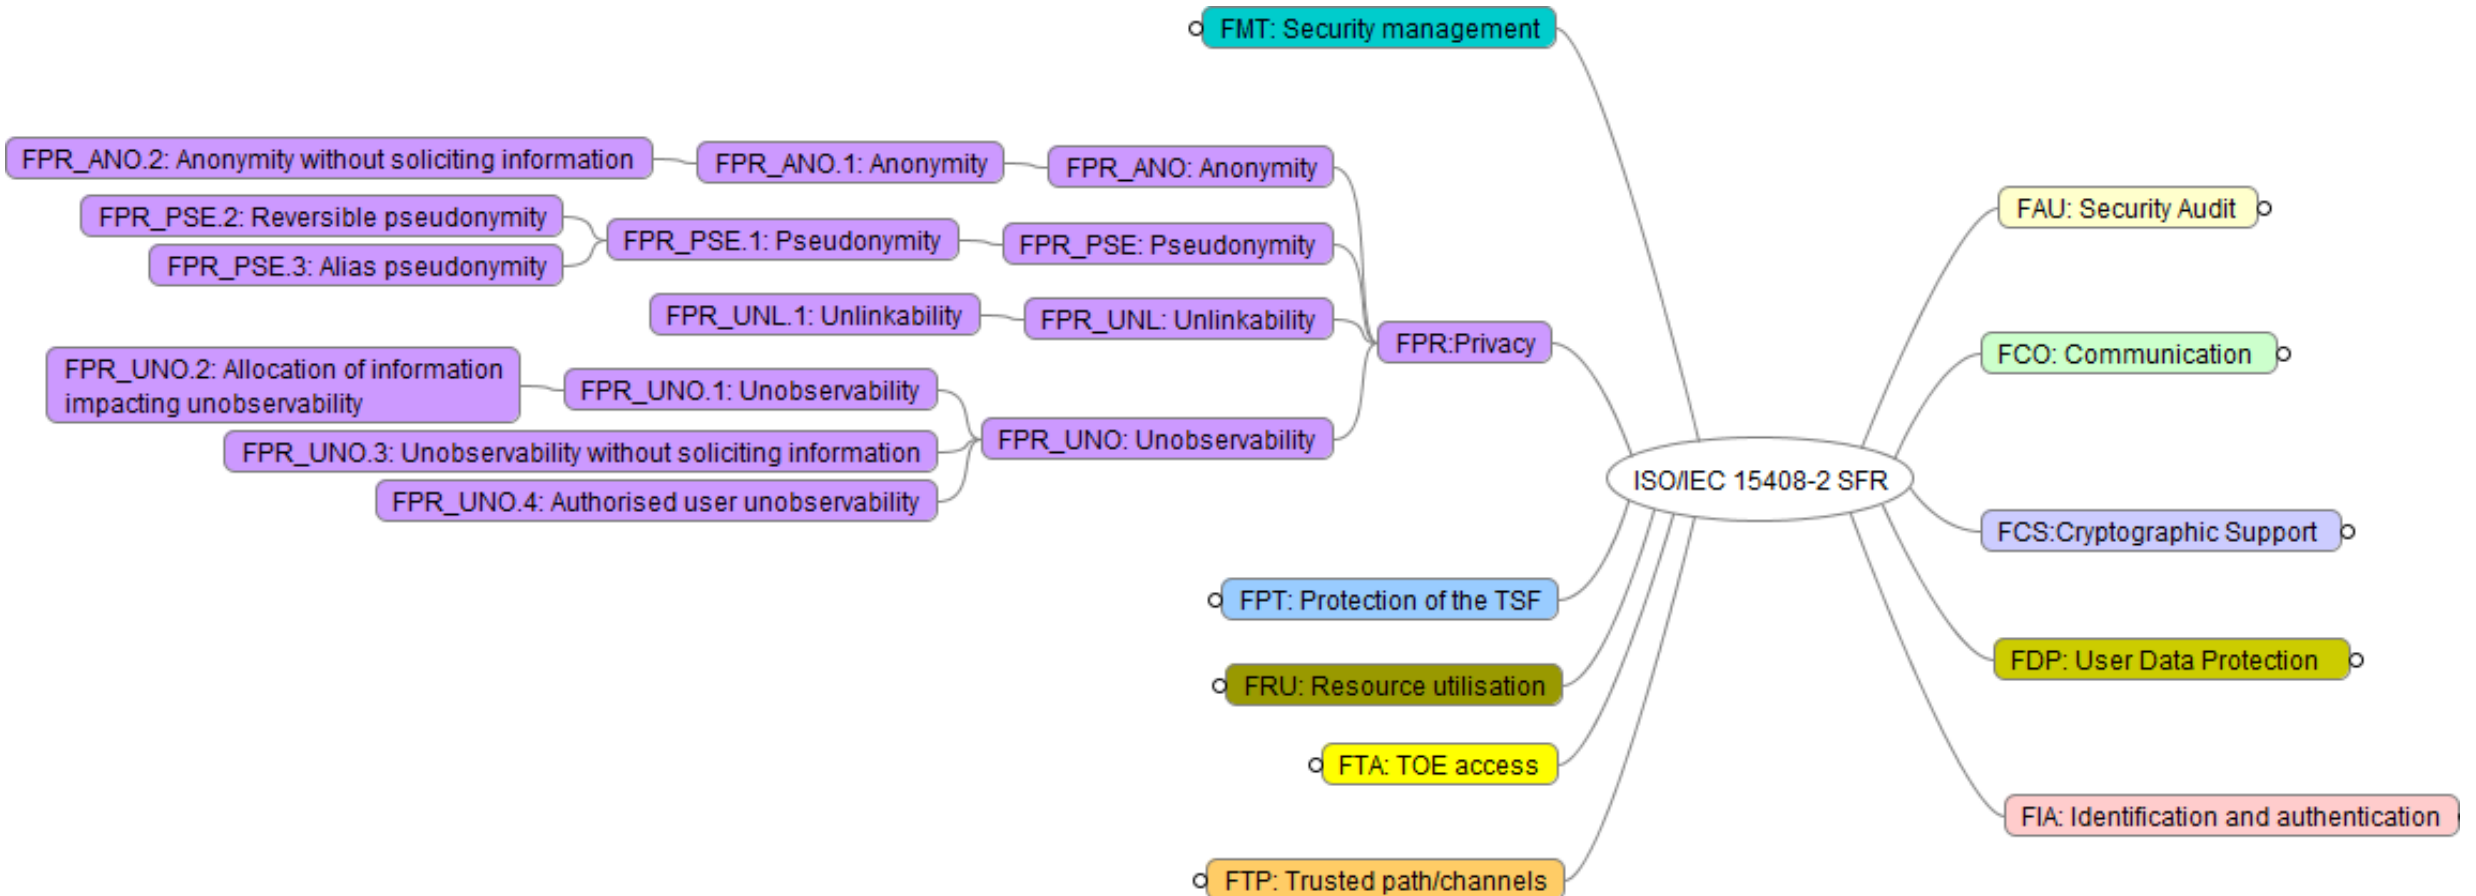 FMT: Security management
FPR_ANO.2: Anonymity without soliciting information
FPR_ANO.1: Anonymity
FPR_ANO: Anonymity
FPR_PSE.2: Reversible pseudonymity
FPR_PSE.3: Alias pseudonymity
FPR_PSE.1: Pseudonymity
FPR_PSE: Pseudonymity
FPR_UNL.1: Unlinkability
FPR_UNL: Unlinkability
FPR:Privacy
FPR_UNO.2: Allocation of information
impacting unobservability
FPR_UNO.1: Unobservability
FPR_UNO.3: Unobservability without soliciting information
FPR_UNO.4: Authorised user unobservability
FPR_UNO: Unobservability
FPT: Protection of the TSF
FRU: Resource utilisation
FTA: TOE access
FTP: Trusted path/channels
ISO/IEC 15408-2 SFR
FAU: Security Audit
FCO: Communication
FCS:Cryptographic Support
FDP: User Data Protection
FIA: Identification and authentication